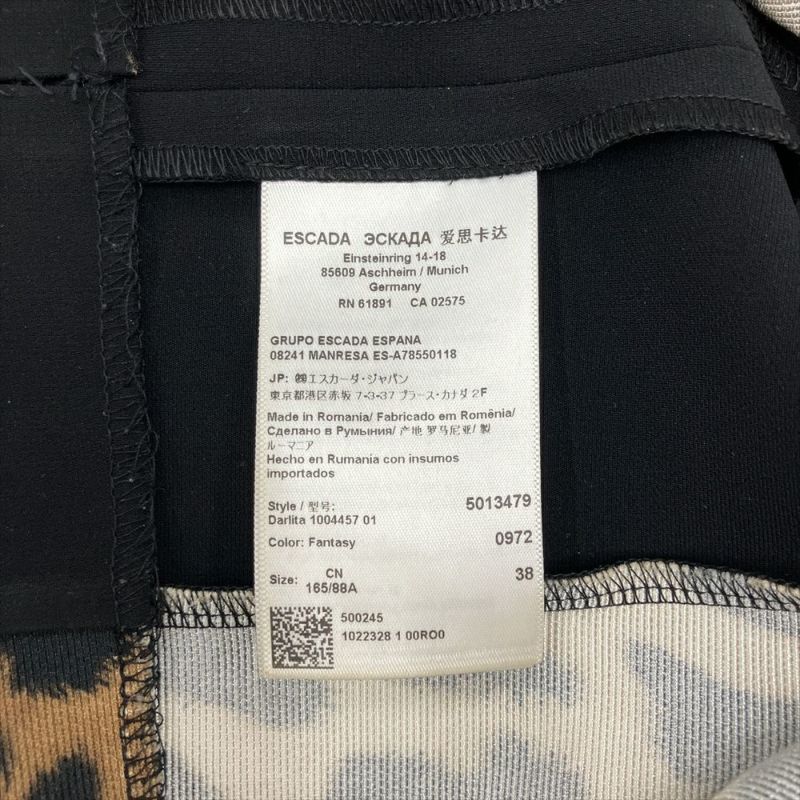 ESCADA ЭСКАДА 爱思卡达
Einsteinring 14-18
85609 Aschheim / Munich
Germany
RN 61891 CA 02575
GRUPO ESCADA ESPANA
08241 MANRESA ES-A78550118
JP: ㈱エスカーダ・ジャパン
東京都港区赤坂 7-3-37 プラース・カナダ 2F
Made in Romania/ Fabricado em Romênia/
Сделано в Румыния/ 产地 罗马尼亚/ 製
ルーマニア
Hecho en Rumania con insumos
importados
Style / 型号: 5013479
Darlita 1004457 01
Color: Fantasy 0972
Size: CN 38
165/88A
500245
1022328 1 00RO0